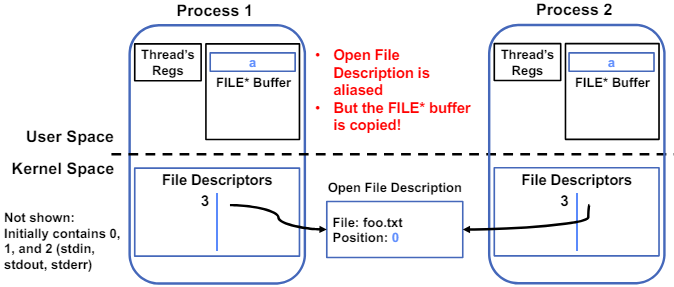 Process 1
Process 2
Thread's
Regs
a
FILE* Buffer
• Open File
Description is
aliased
• But the FILE* buffer
is copied!
Thread's
Regs
a
FILE* Buffer
User Space
Kernel Space
File Descriptors
3
Open File Description
File: foo.txt
Position: 0
File Descriptors
3
Not shown:
Initially contains 0,
1, and 2 (stdin,
stdout, stderr)